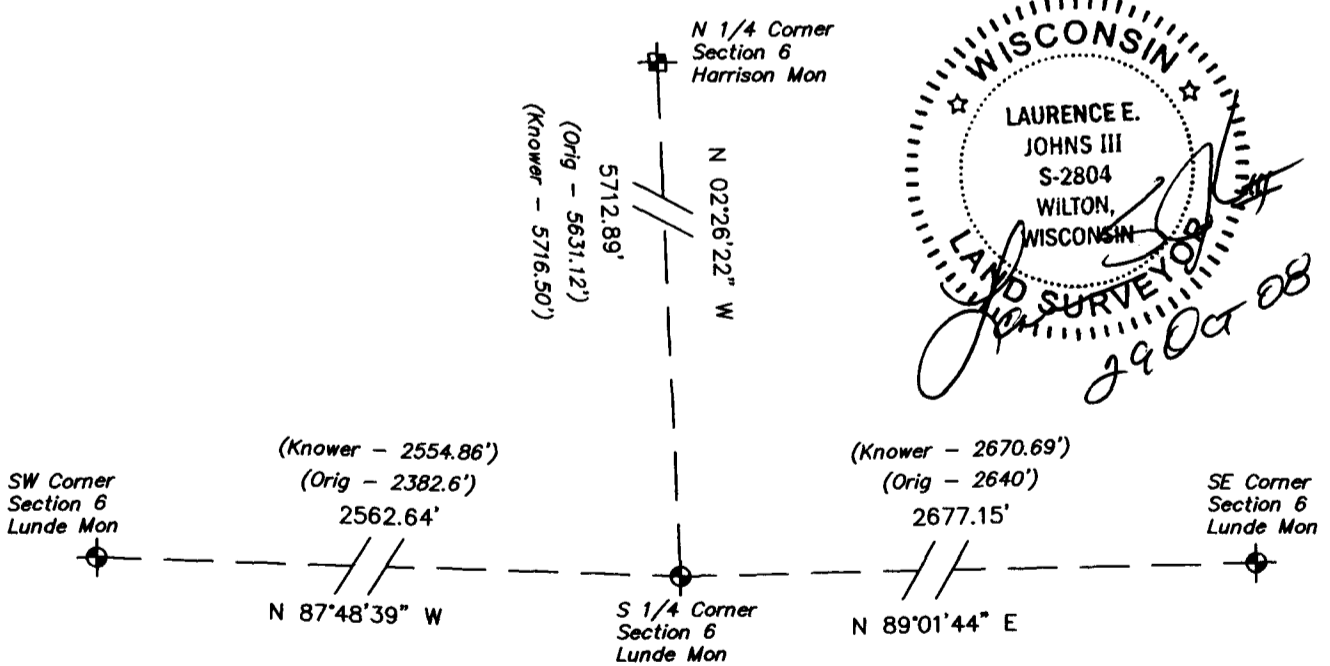 N 1/4 Corner
Section 6
Harrison Mon
WISCONSIN
LAURENCE E.
JOHNS III
S-2804
WILTON,
WISCONSIN
LAND SURVEYOR
29 Oct 08
N 02°26'22" W
5712.89'
(Orig - 5631.12')
(Knower - 5716.50')
(Knower - 2554.86')
(Orig - 2382.6')
2562.64'
(Knower - 2670.69')
(Orig - 2640')
2677.15'
SW Corner
Section 6
Lunde Mon
SE Corner
Section 6
Lunde Mon
N 87°48'39" W
S 1/4 Corner
Section 6
Lunde Mon
N 89°01'44" E